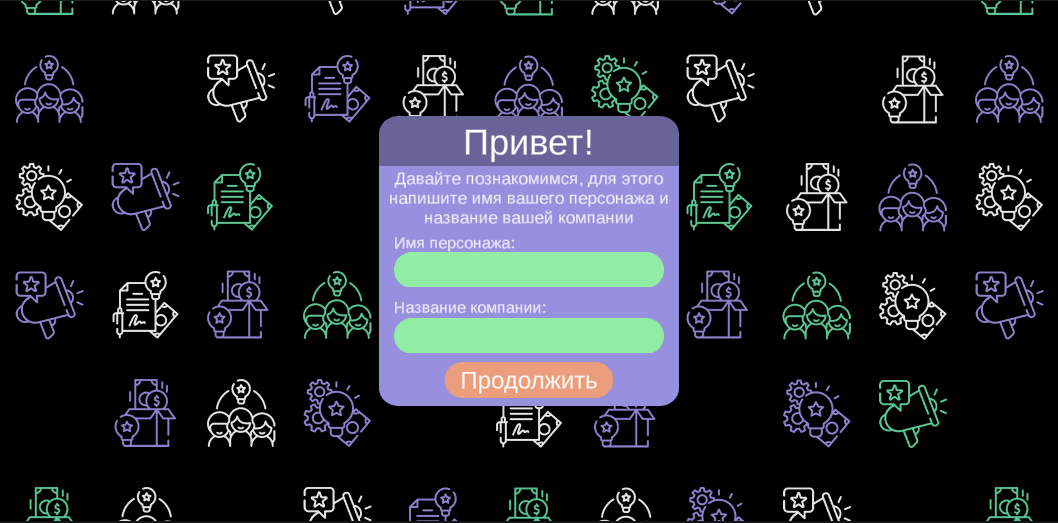 Привет!
Давайте познакомимся, для этого
напишите имя вашего персонажа и
название вашей компании
Имя персонажа:
Название компании:
Продолжить